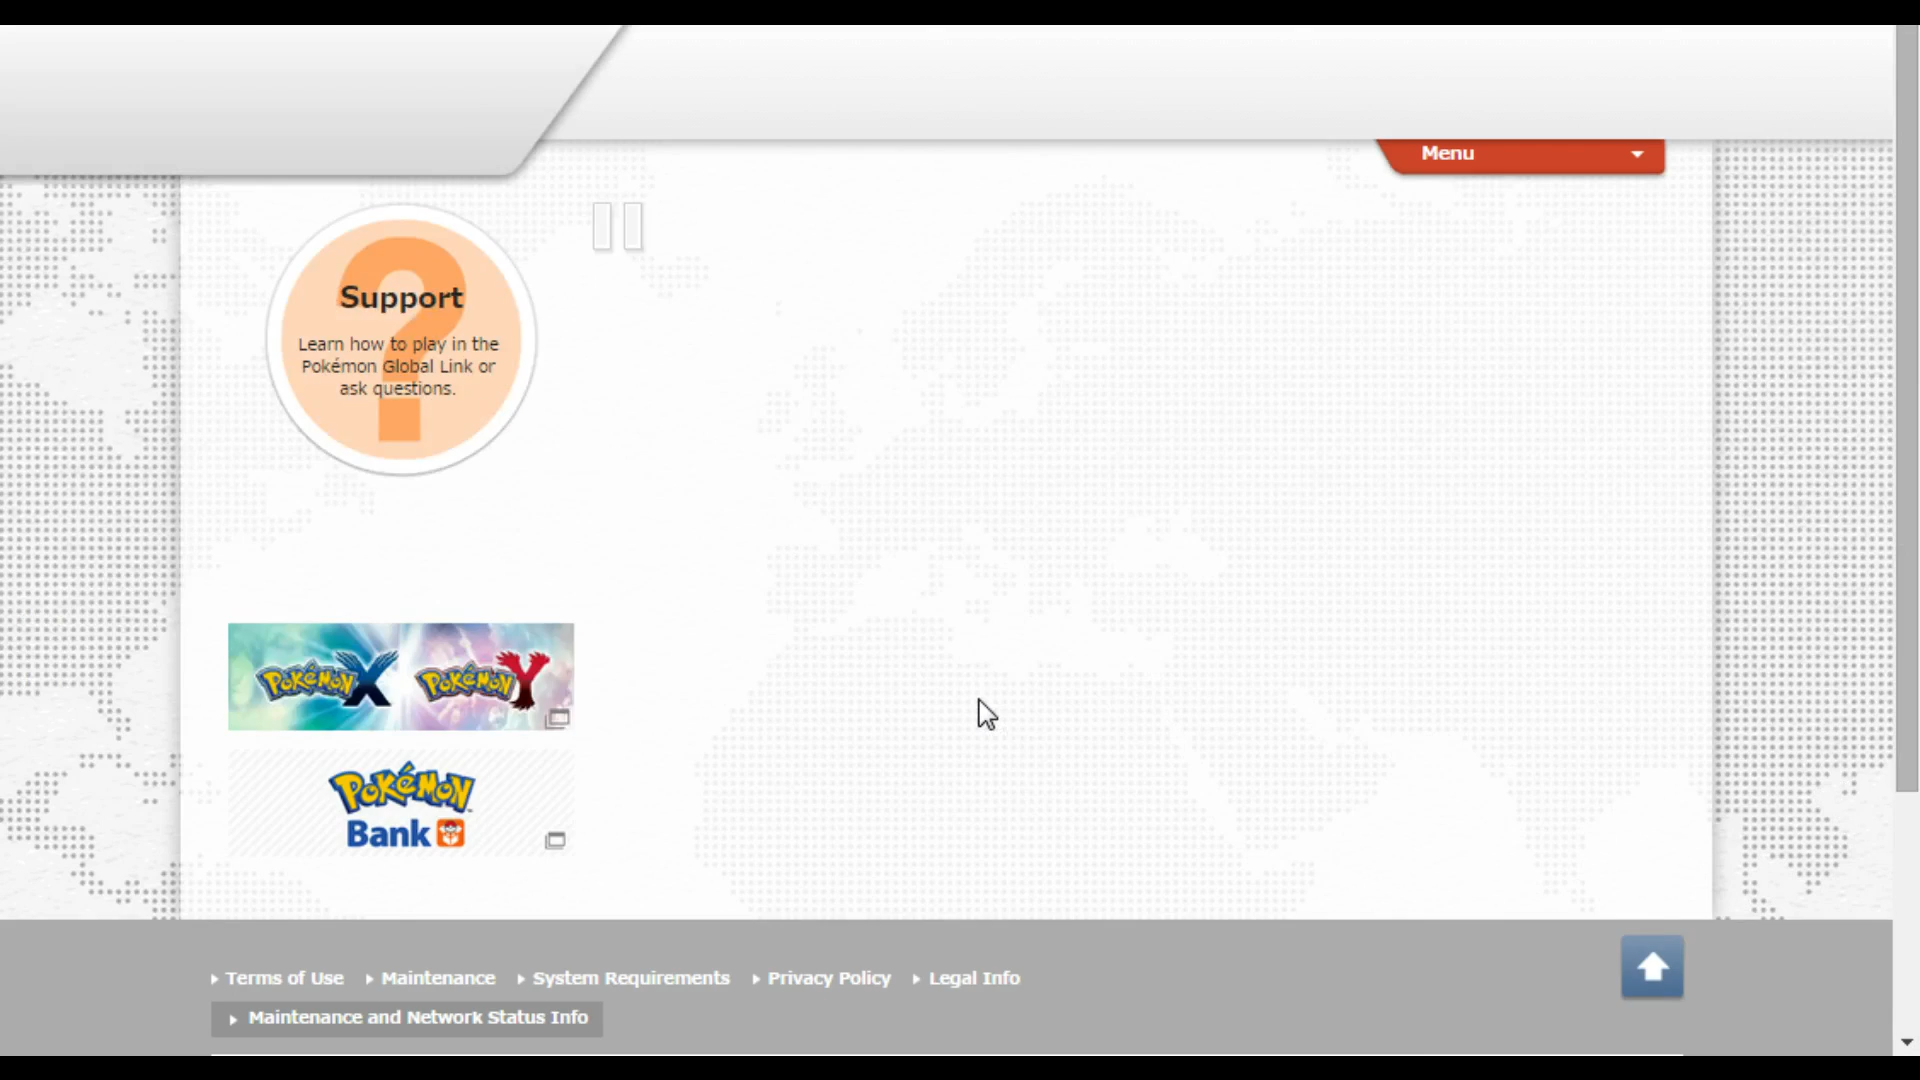 Menu
Support
Learn how to play in the
Pokémon Global Link or
ask questions.
POKéMON X POKéMON Y
POKéMON
Bank
Terms of Use Maintenance System Requirements Privacy Policy Legal Info
Maintenance and Network Status Info